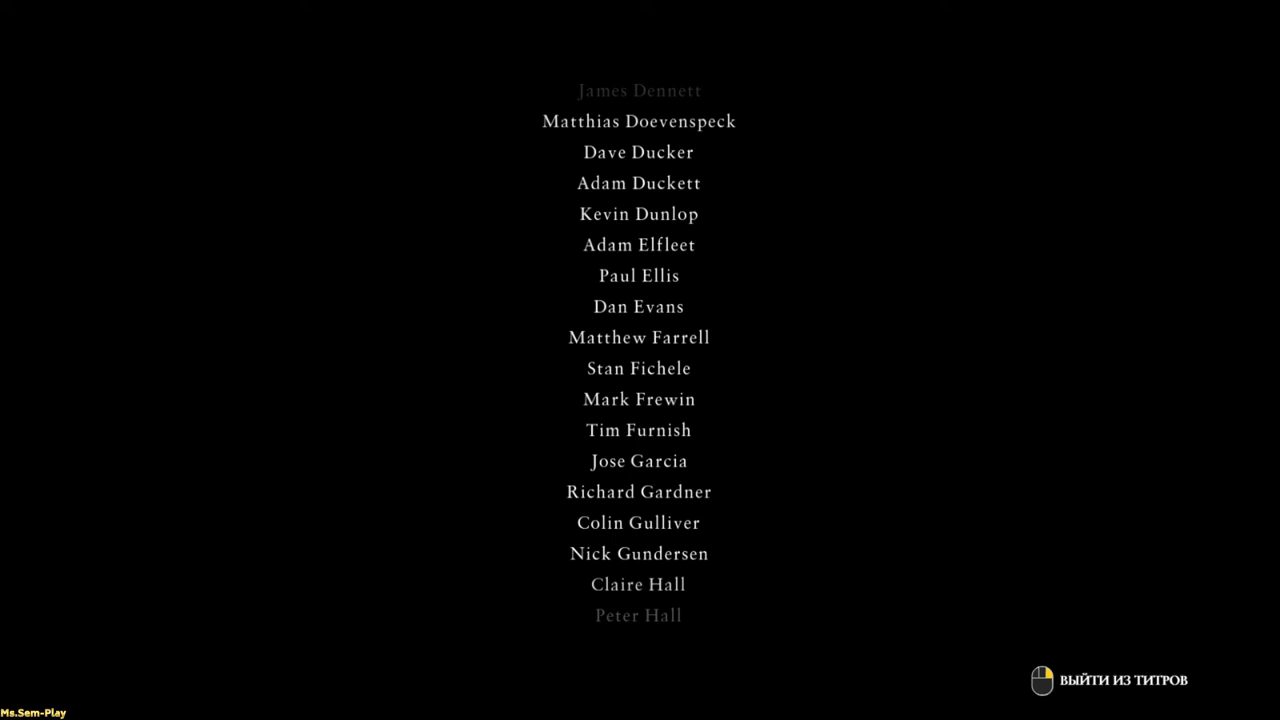 James Dennett
Matthias Doevenspeck
Dave Ducker
Adam Duckett
Kevin Dunlop
Adam Elfleet
Paul Ellis
Dan Evans
Matthew Farrell
Stan Fichele
Mark Frewin
Tim Furnish
Jose Garcia
Richard Gardner
Colin Gulliver
Nick Gundersen
Claire Hall
Peter Hall
ВЫЙТИ ИЗ ТИТРОВ
Ms.Sem-Play